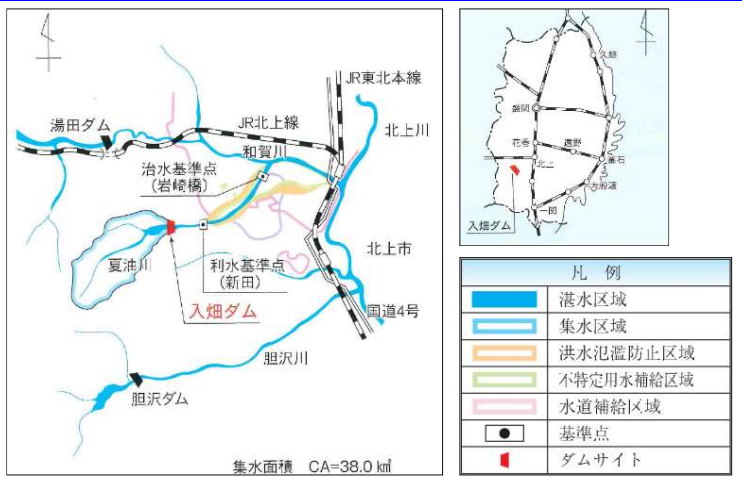 JR東北本線
湯田ダム
JR北上線
北上川
和賀川
治水基準点
(岩崎橋)
夏油川
利水基準点
(新田)
北上市
入畑ダム
国道4号
胆沢川
胆沢ダム
集水面積 CA=38.0㎢
久慈
盛岡
花巻
遠野
釜石
北上
大船渡
一関
入畑ダム
凡 例
湛水区域
集水区域
洪水氾濫防止区域
不特定用水補給区域
水道補給区域
基準点
ダムサイト